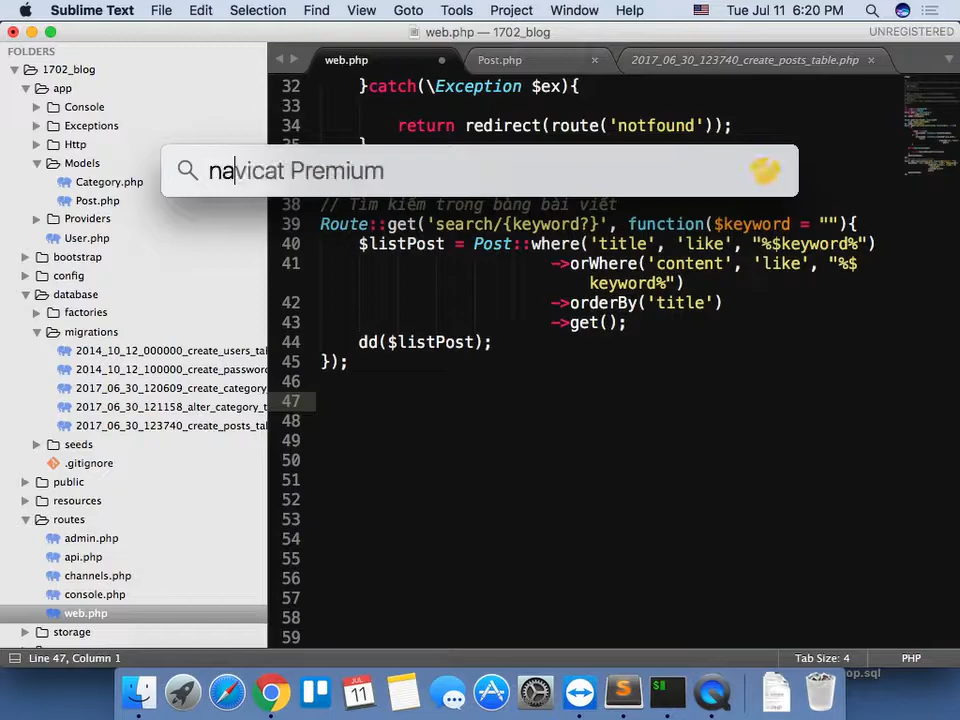 Sublime Text File Edit Selection Find View Goto Tools Project Window Help Tue Jul 11 6:20 PM
web.php — 1702_blog UNREGISTERED
FOLDERS
1702_blog
app
Console
Exceptions
Http
Models
Category.php
Post.php
Providers
User.php
bootstrap
config
database
factories
migrations
2014_10_12_000000_create_users_ta
2014_10_12_100000_create_password
2017_06_30_120609_create_category_
2017_06_30_121158_alter_category_t
2017_06_30_123740_create_posts_ta
seeds
.gitignore
public
resources
routes
admin.php
api.php
channels.php
console.php
web.php
storage
web.php Post.php 2017_06_30_123740_create_posts_table.php
32 }catch(\Exception $ex){
33
34 return redirect(route('notfound'));
navicat Premium
38 // Tìm kiếm trong bảng bài viết
39 Route::get('search/{keyword?}', function($keyword = ""){
40 $listPost = Post::where('title', 'like', "%$keyword%")
41 ->orWhere('content', 'like', "%$
keyword%")
42 ->orderBy('title')
43 ->get();
44 dd($listPost);
45 });
46
47
48
49
50
51
52
53
54
55
56
57
58
59
Line 47, Column 1 Tab Size: 4 PHP
op.sql
JUL
11
$